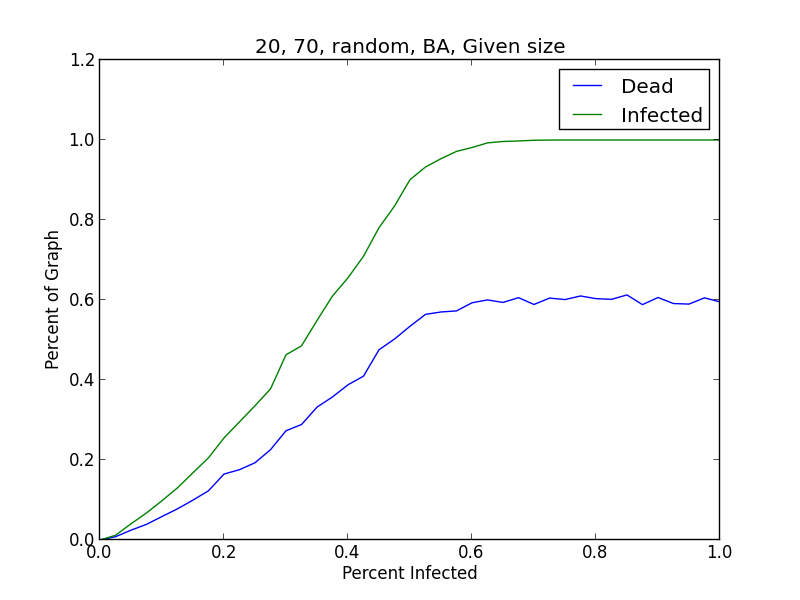 20, 70, random, BA, Given size
Dead
Infected
Percent of Graph
1.2
1.0
0.8
0.6
0.4
0.2
0.0
0.0 0.2 0.4 0.6 0.8 1.0
Percent Infected